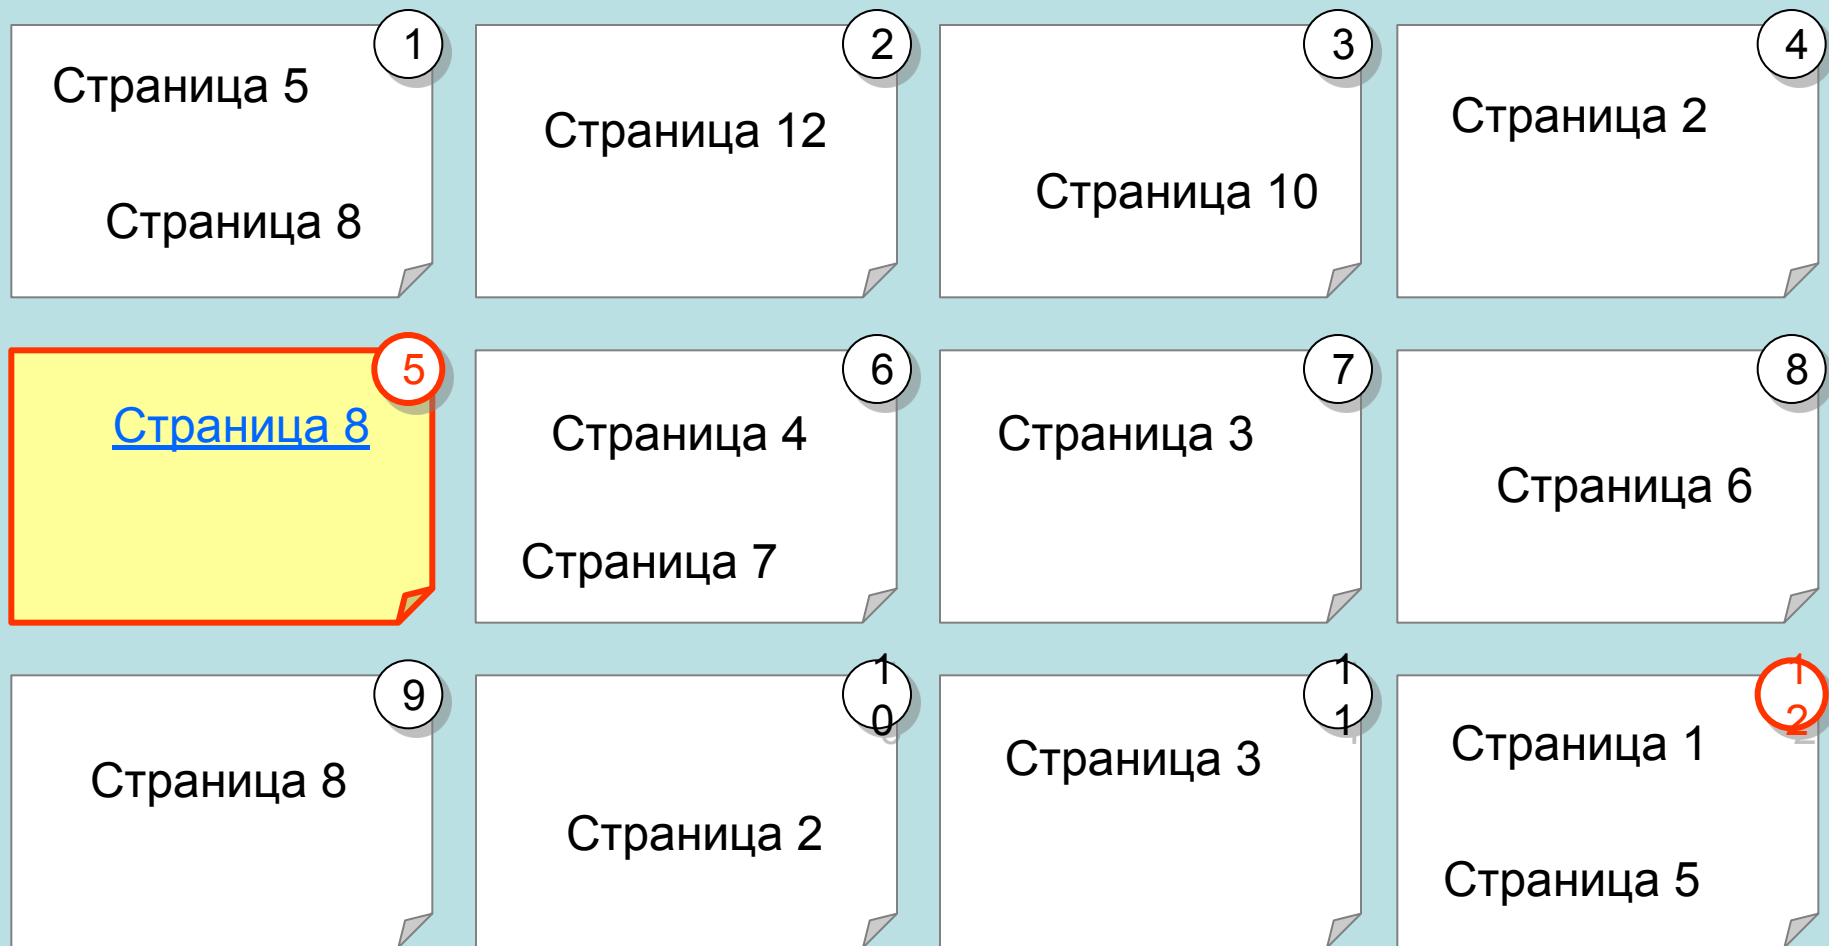 1
Страница 5
Страница 8
2
Страница 12
3
Страница 10
4
Страница 2
5
Страница 8
6
Страница 4
Страница 7
7
Страница 3
8
Страница 6
9
Страница 8
10
Страница 2
11
Страница 3
12
Страница 1
Страница 5